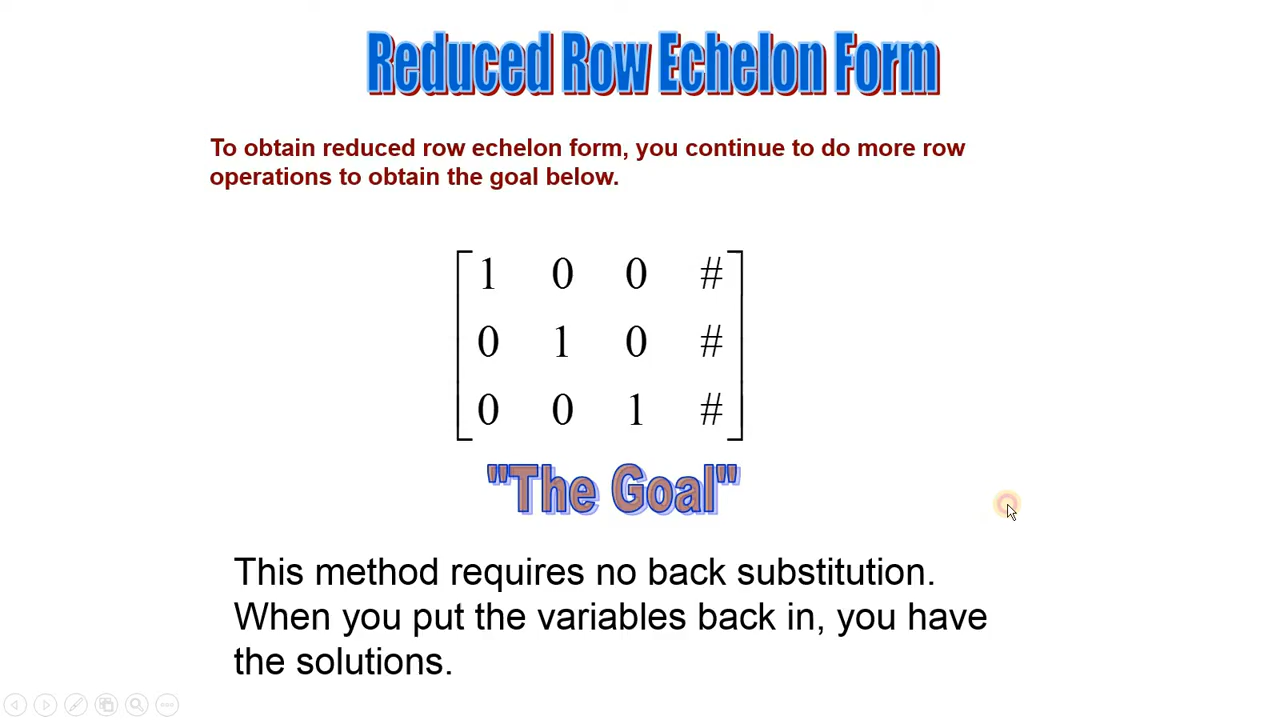 Reduced Row Echelon Form
To obtain reduced row echelon form, you continue to do more row
operations to obtain the goal below.
1 0 0 #
0 1 0 #
0 0 1 #
"The Goal"
This method requires no back substitution.
When you put the variables back in, you have
the solutions.